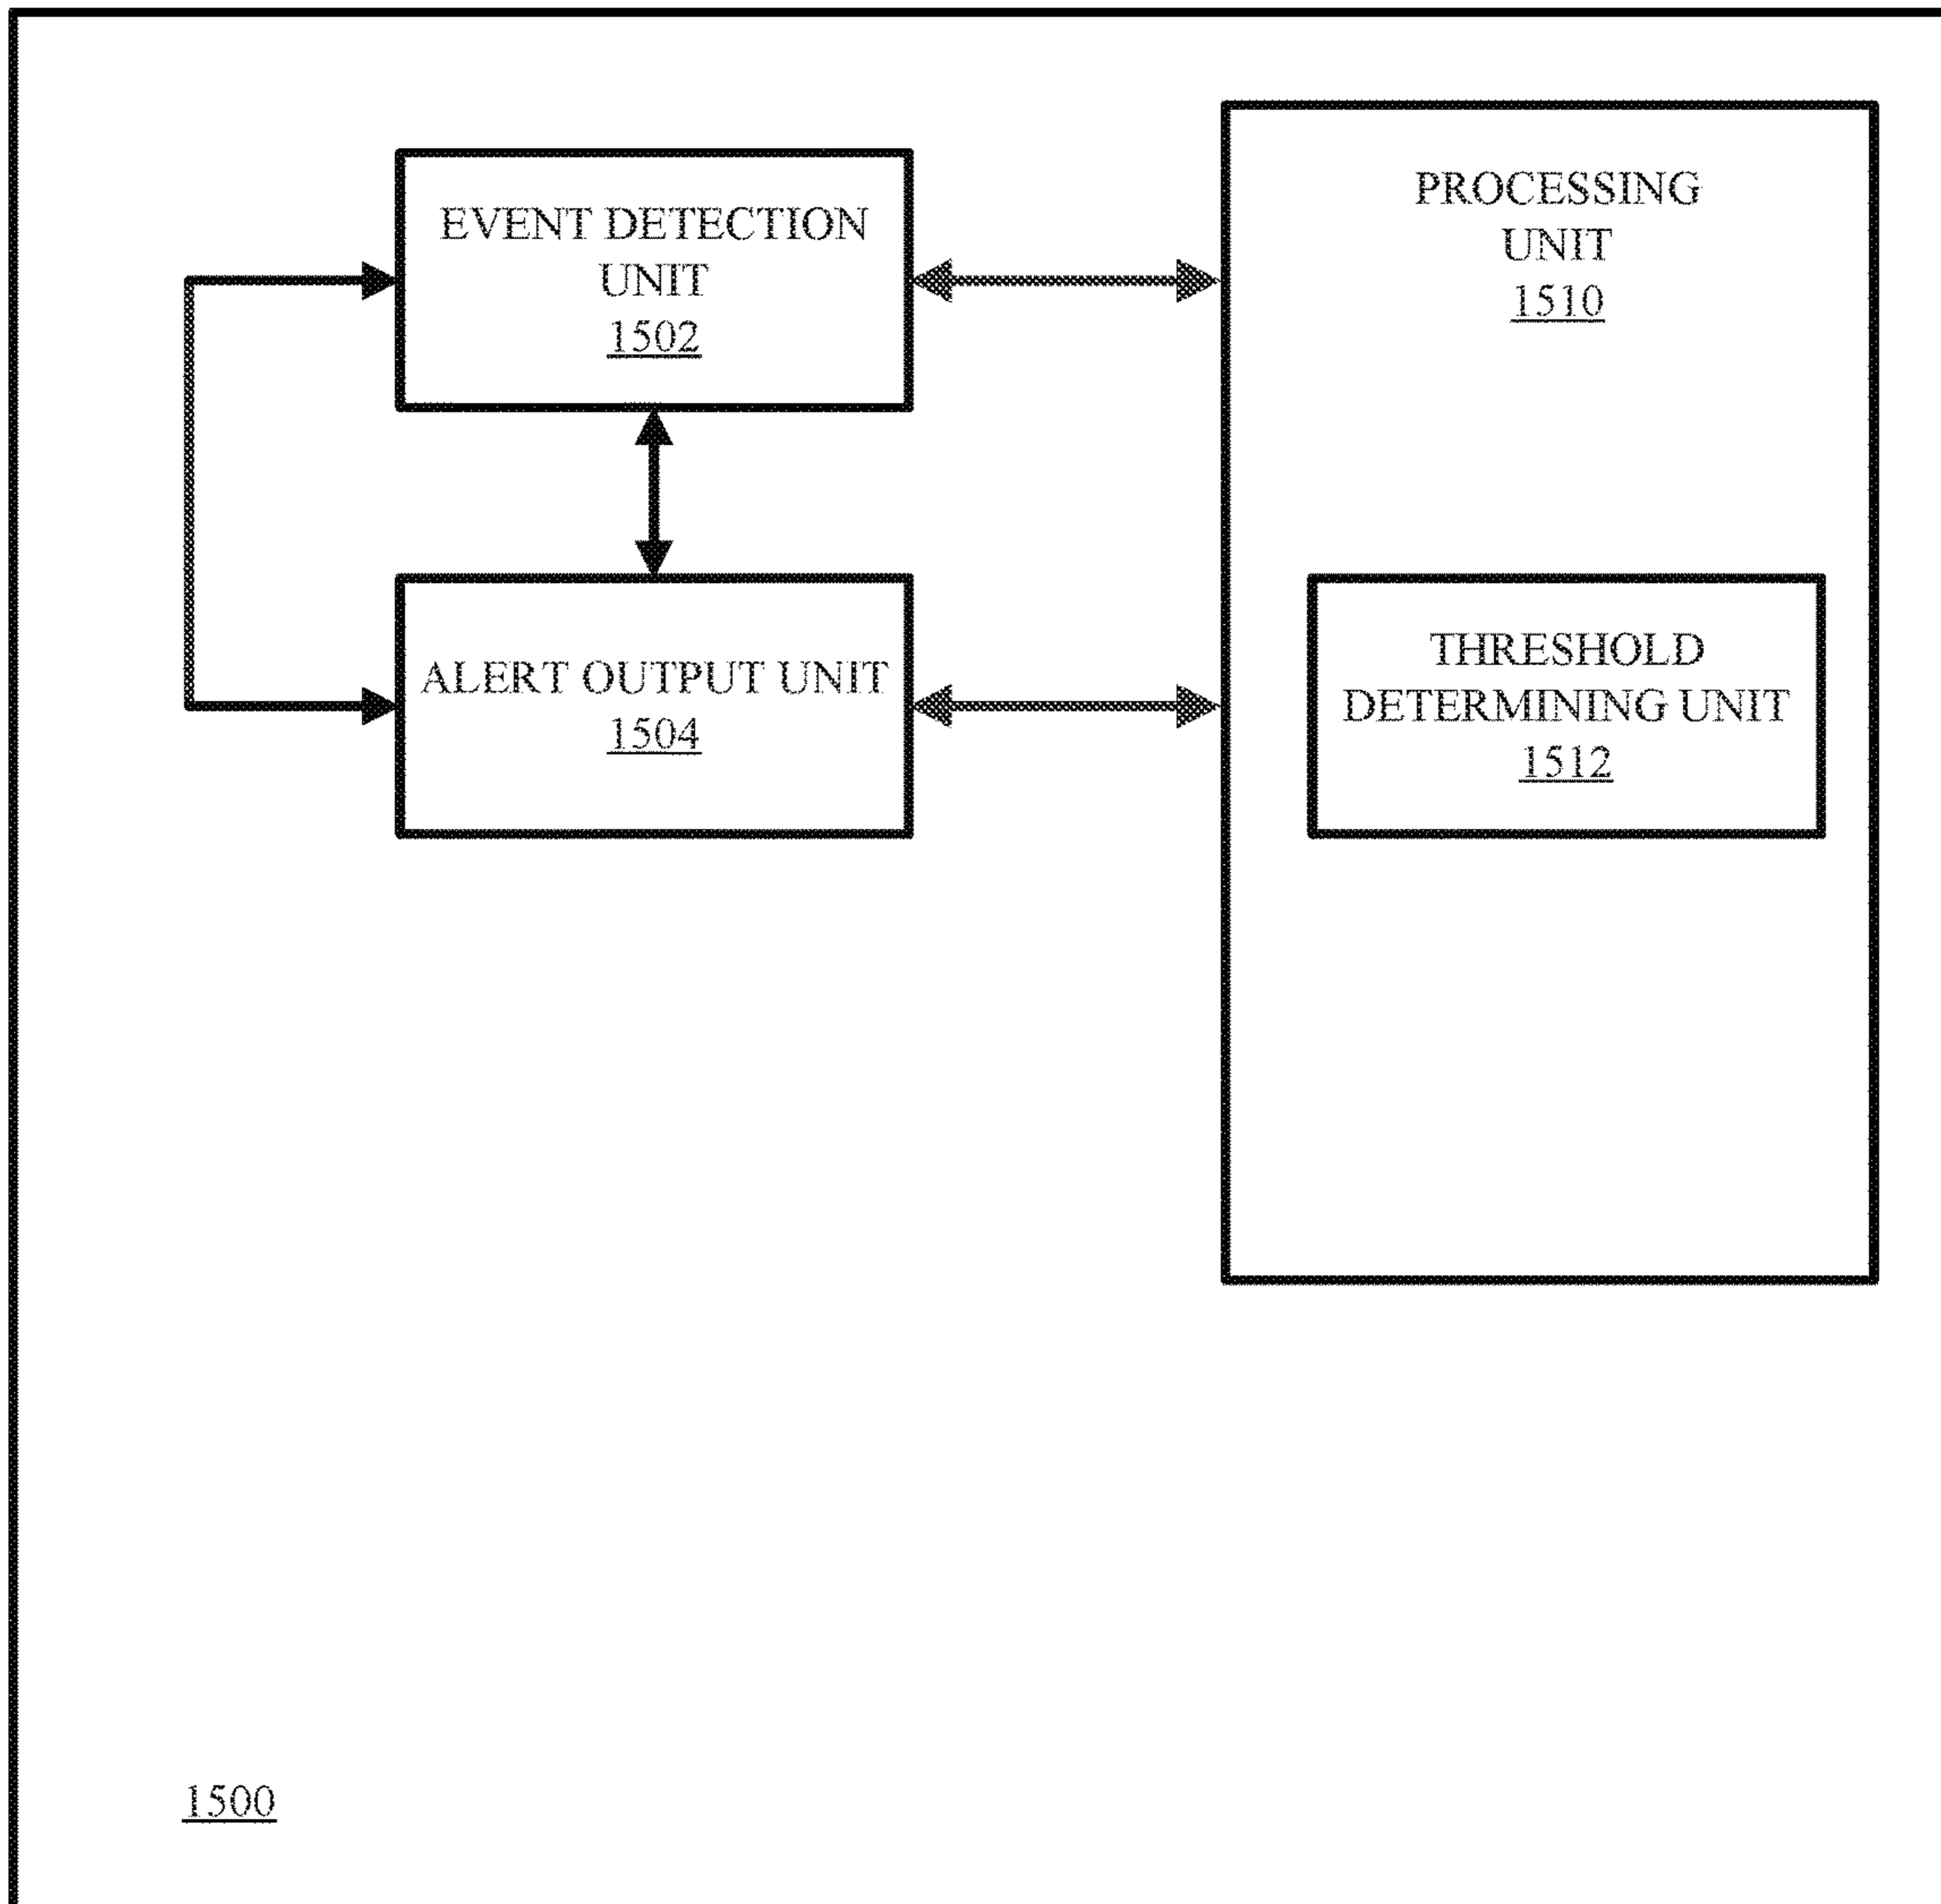 EVENT DETECTION
UNIT
1502
PROCESSING
UNIT
1510
ALERT OUTPUT UNIT
1504
THRESHOLD
DETERMINING UNIT
1512
1500